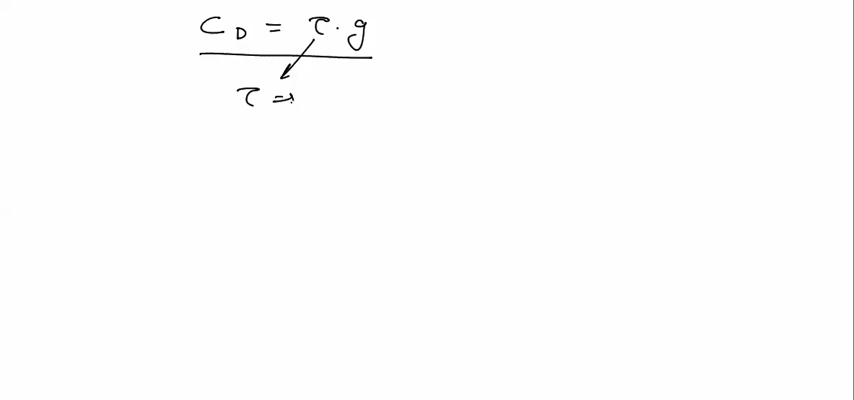 C_D = τ · g
τ ⇒